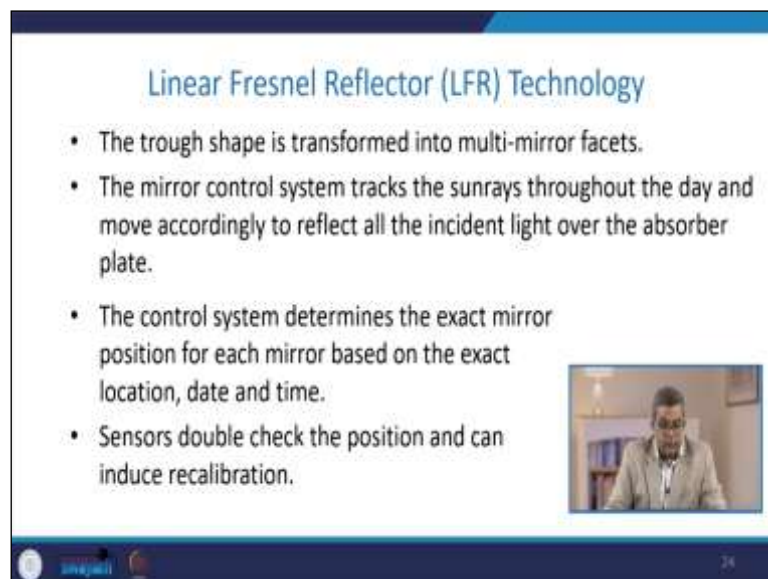 Linear Fresnel Reflector (LFR) Technology
• The trough shape is transformed into multi-mirror facets.
• The mirror control system tracks the sunrays throughout the day and
move accordingly to reflect all the incident light over the absorber
plate.
• The control system determines the exact mirror
position for each mirror based on the exact
location, date and time.
• Sensors double check the position and can
induce recalibration.
swayam
24